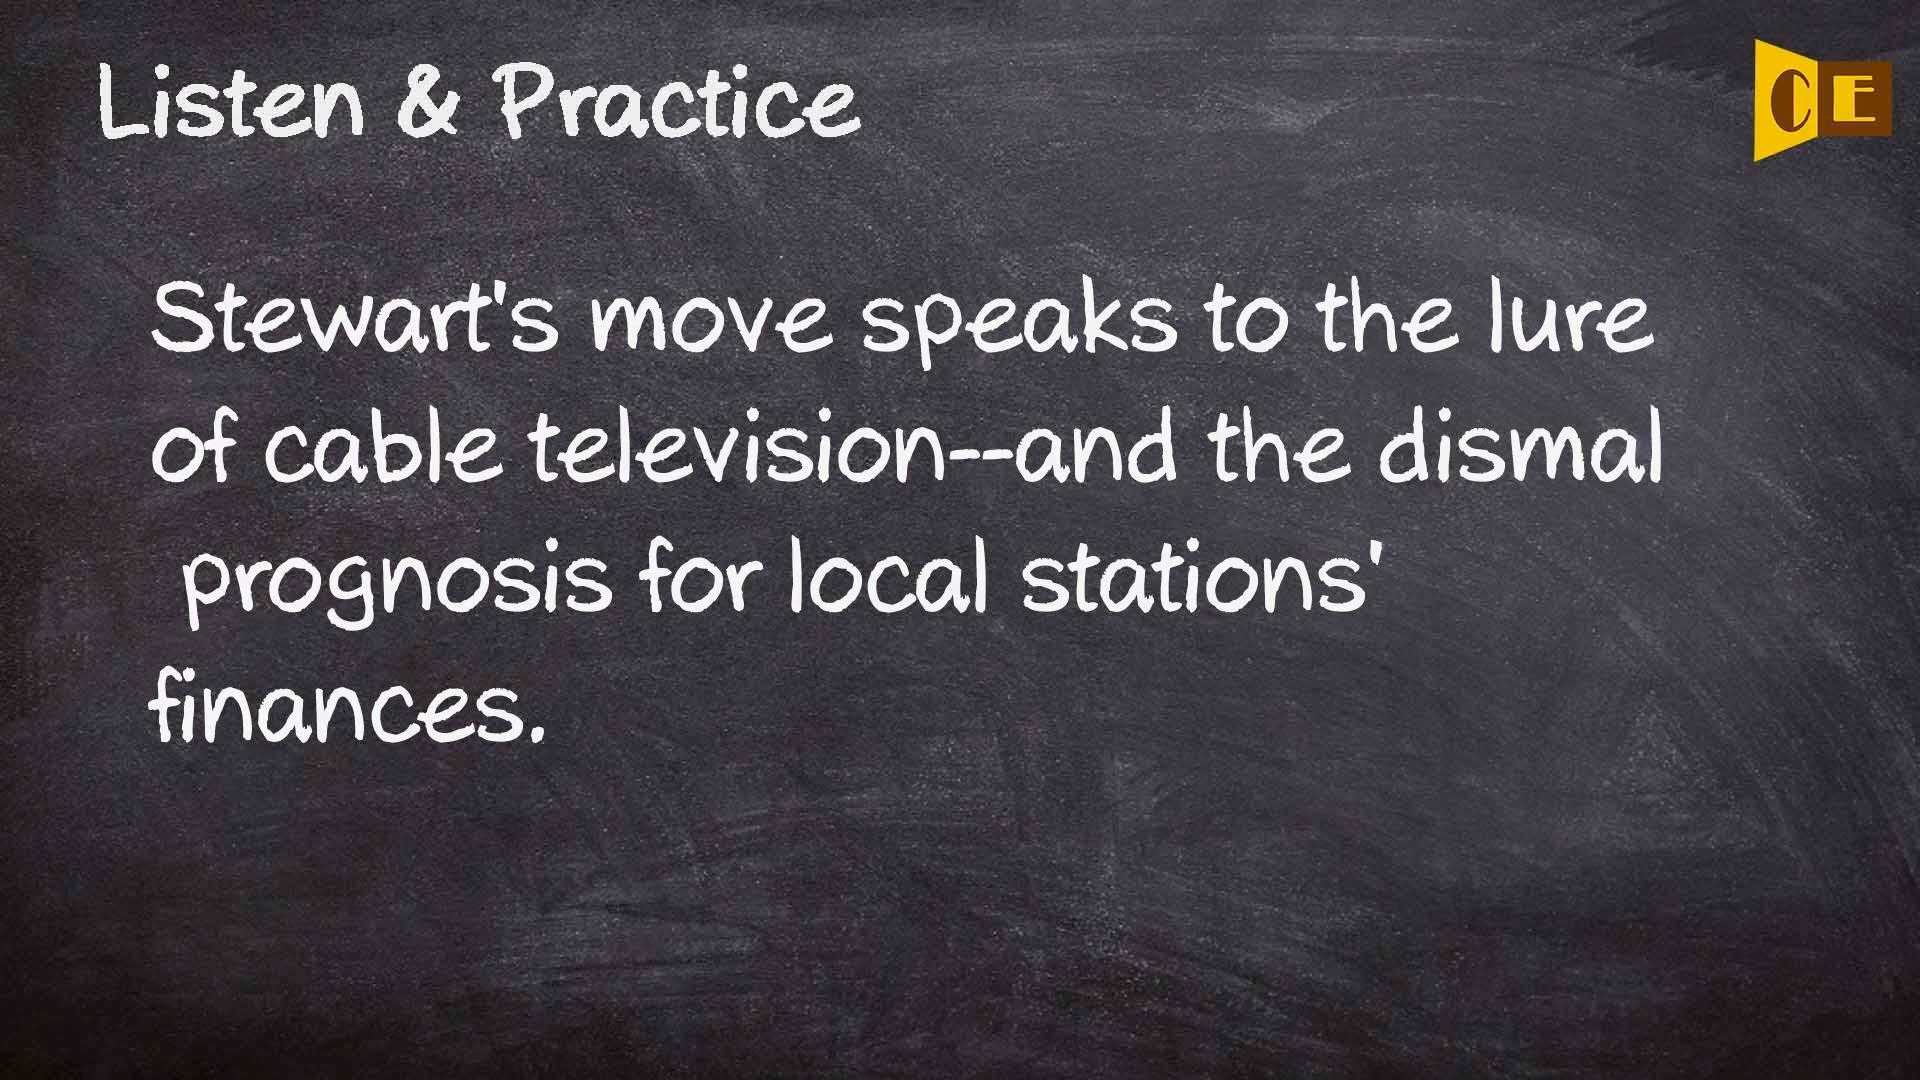 Listen & Practice
CE
Stewart's move speaks to the lure
of cable television--and the dismal
prognosis for local stations'
finances.